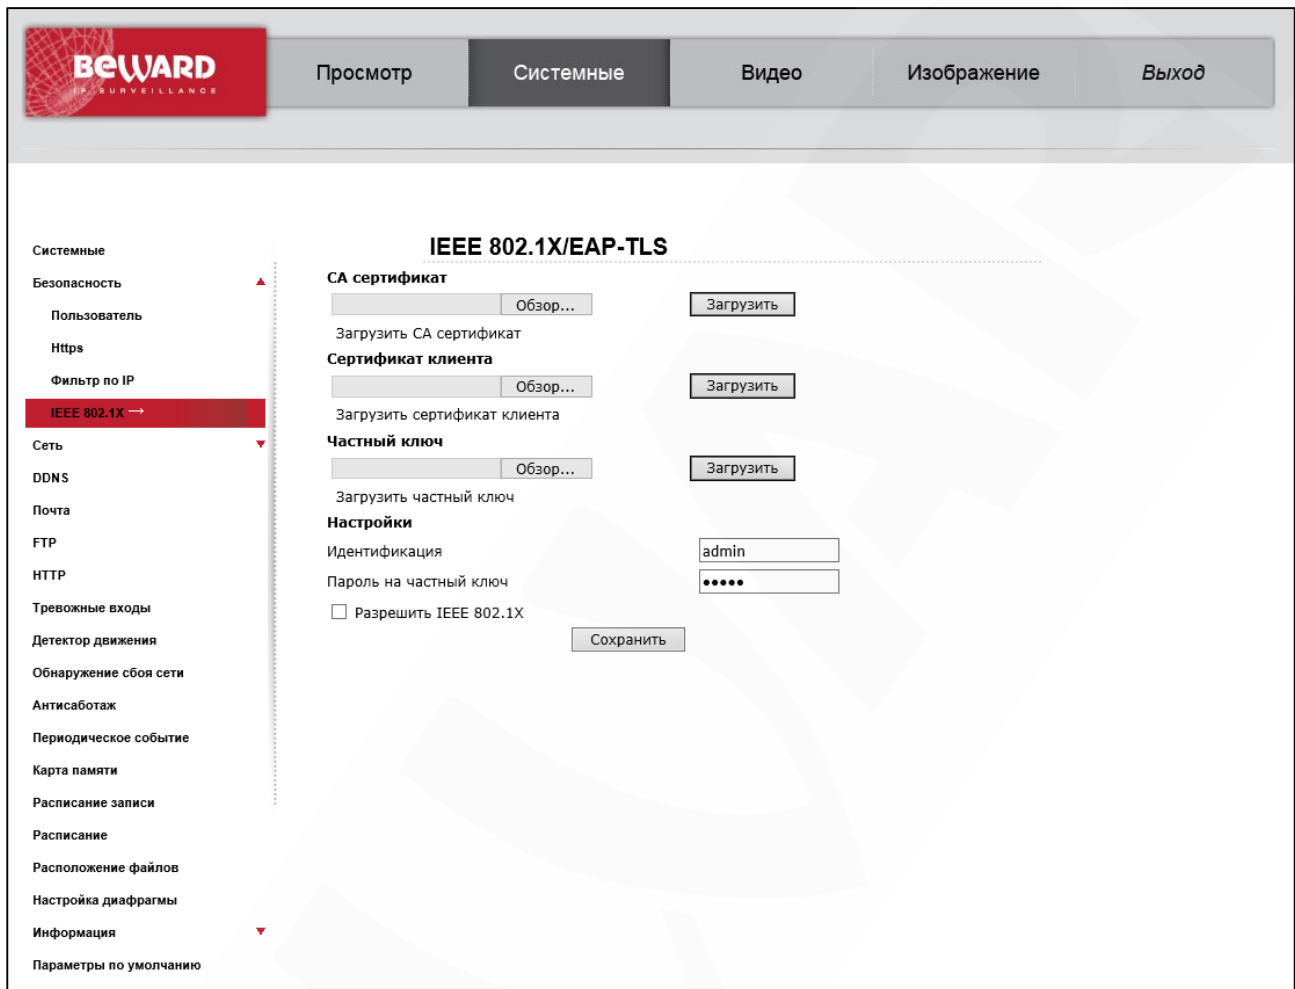 BEWARD
IP SURVEILLANCE
Просмотр
Системные
Видео
Изображение
Выход
Системные
Безопасность
Пользователь
Https
Фильтр по IP
IEEE 802.1X →
Сеть
DDNS
Почта
FTP
HTTP
Тревожные входы
Детектор движения
Обнаружение сбоя сети
Антисаботаж
Периодическое событие
Карта памяти
Расписание записи
Расписание
Расположение файлов
Настройка диафрагмы
Информация
Параметры по умолчанию
IEEE 802.1X/EAP-TLS
CA сертификат
Обзор... Загрузить
Загрузить CA сертификат
Сертификат клиента
Обзор... Загрузить
Загрузить сертификат клиента
Частный ключ
Обзор... Загрузить
Загрузить частный ключ
Настройки
Идентификация admin
Пароль на частный ключ •••••
Разрешить IEEE 802.1X
Сохранить